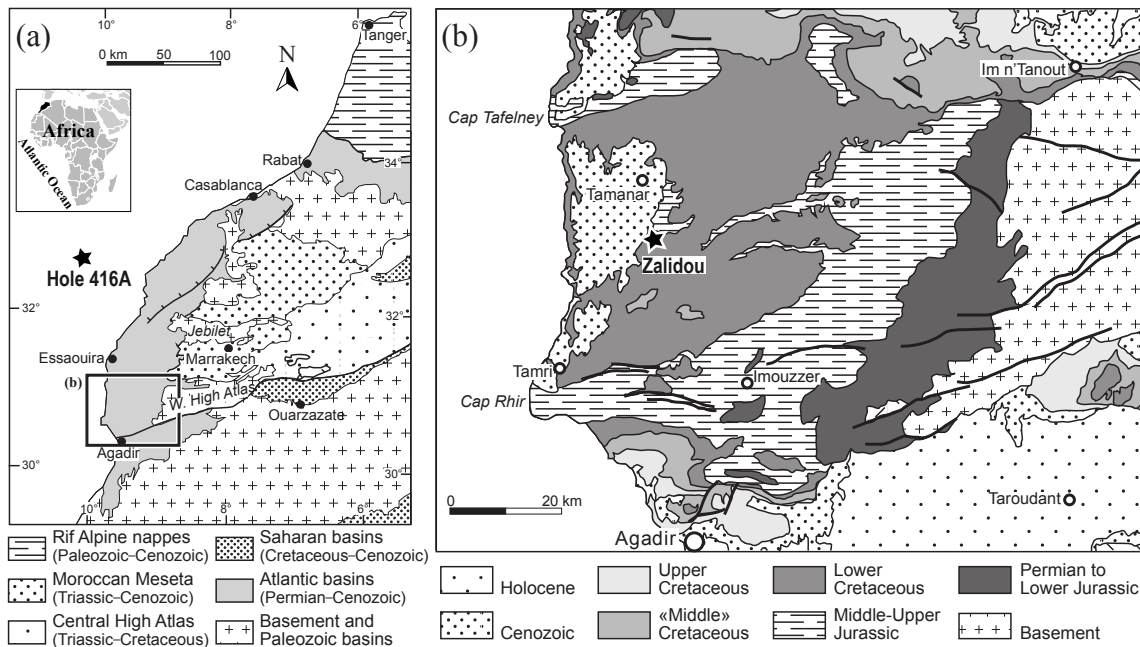 (a)
10°
8°
6°
Tanger
0 km 50 100
N
Africa
Atlantic Ocean
Rabat
34°
Casablanca
Hole 416A
32°
32°
Jebilet
Essaouira
Marrakech
(b)
W. High Atlas
Ouarzazate
Agadir
30°
30°
10°
8°
6°
Rif Alpine nappes
(Paleozoic–Cenozoic)
Saharan basins
(Cretaceous-Cenozoic)
Moroccan Meseta
(Triassic–Cenozoic)
Atlantic basins
(Permian-Cenozoic)
Central High Atlas
(Triassic–Cretaceous)
Basement and
Paleozoic basins
(b)
Im n'Tanout
Cap Tafelney
Tamanar
Zalidou
Tamri
Imouzzer
Cap Rhir
0 20 km
Taroudant
Agadir
Holocene
Upper
Cretaceous
Lower
Cretaceous
Permian to
Lower Jurassic
Cenozoic
«Middle»
Cretaceous
Middle-Upper
Jurassic
Basement